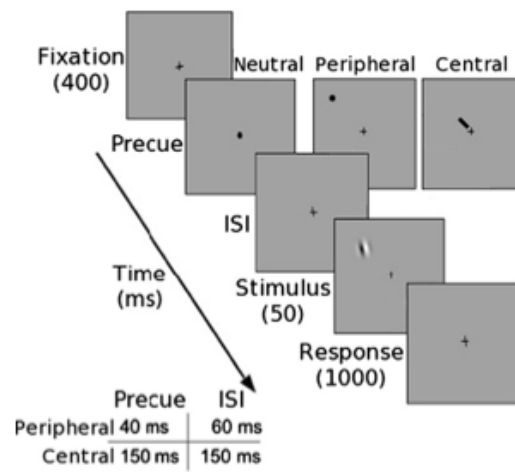 Fixation
(400)
Neutral Peripheral Central
Precue
ISI
Time
(ms)
Stimulus
(50)
Response
(1000)
Precue ISI
Peripheral 40 ms 60 ms
Central 150 ms 150 ms